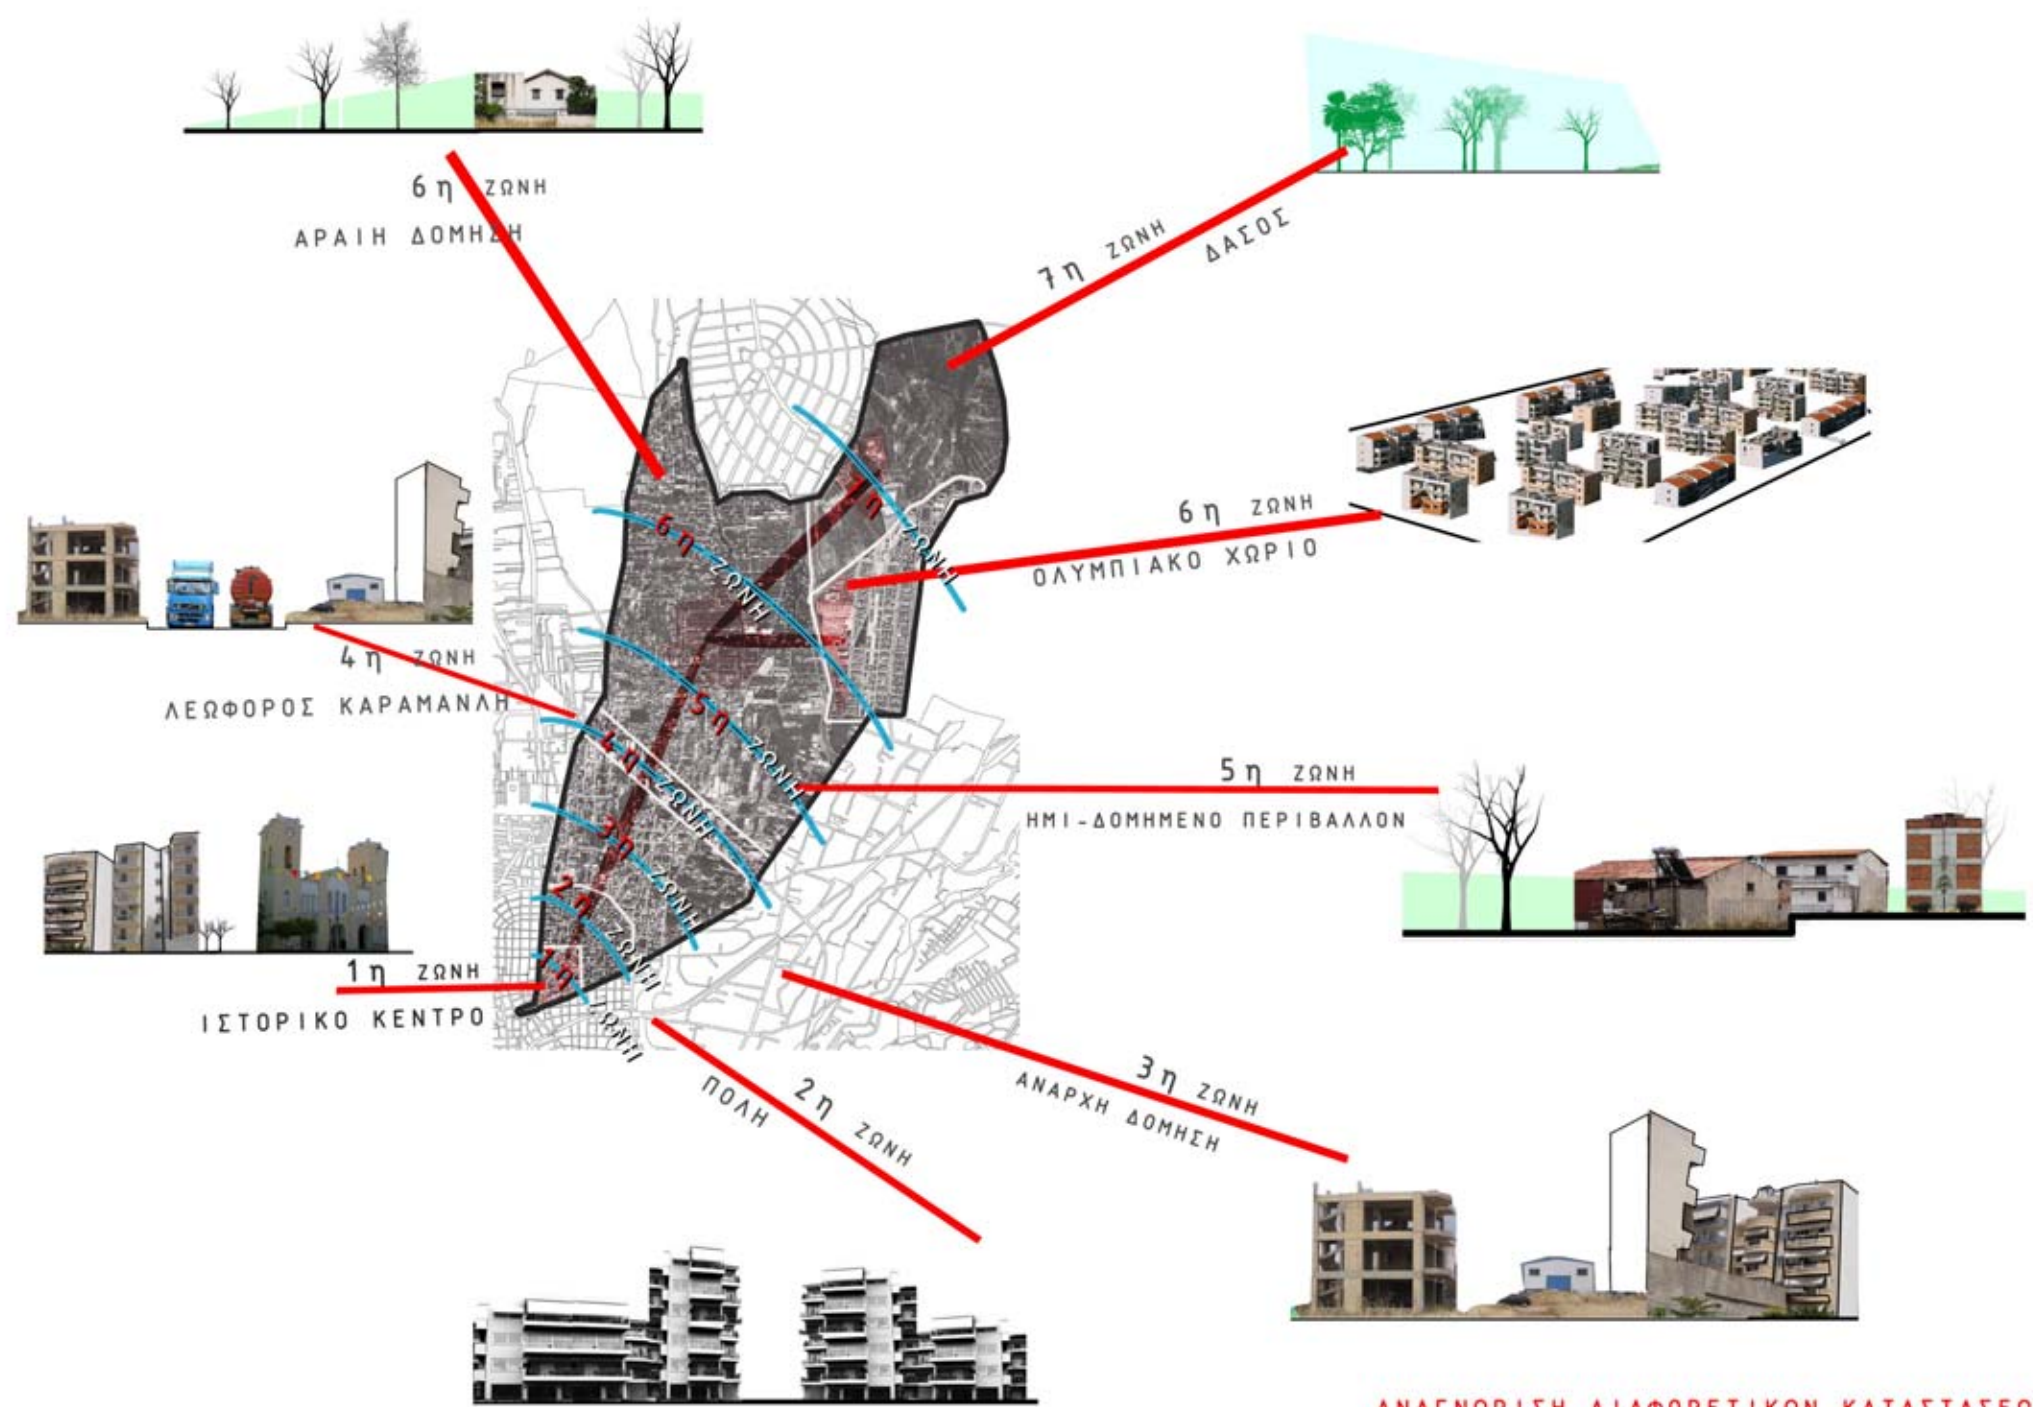 6η ΖΩΝΗ
ΑΡΑΙΗ ΔΟΜΗΣΗ
7η ΖΩΝΗ
ΔΑΣΟΣ
6η ΖΩΝΗ
ΟΛΥΜΠΙΑΚΟ ΧΩΡΙΟ
4η ΖΩΝΗ
ΛΕΩΦΟΡΟΣ ΚΑΡΑΜΑΝΛΗ
7η ΖΩΝΗ
6η ΖΩΝΗ
5η ΖΩΝΗ
4η ΖΩΝΗ
3η ΖΩΝΗ
2η ΖΩΝΗ
1η ΖΩΝΗ
5η ΖΩΝΗ
ΗΜΙ-ΔΟΜΗΜΕΝΟ ΠΕΡΙΒΑΛΛΟΝ
1η ΖΩΝΗ
ΙΣΤΟΡΙΚΟ ΚΕΝΤΡΟ
2η ΖΩΝΗ
ΠΟΛΗ
3η ΖΩΝΗ
ΑΝΑΡΧΗ ΔΟΜΗΣΗ
ΑΝΑΓΝΩΡΙΣΗ ΔΙΑΦΟΡΕΤΙΚΩΝ